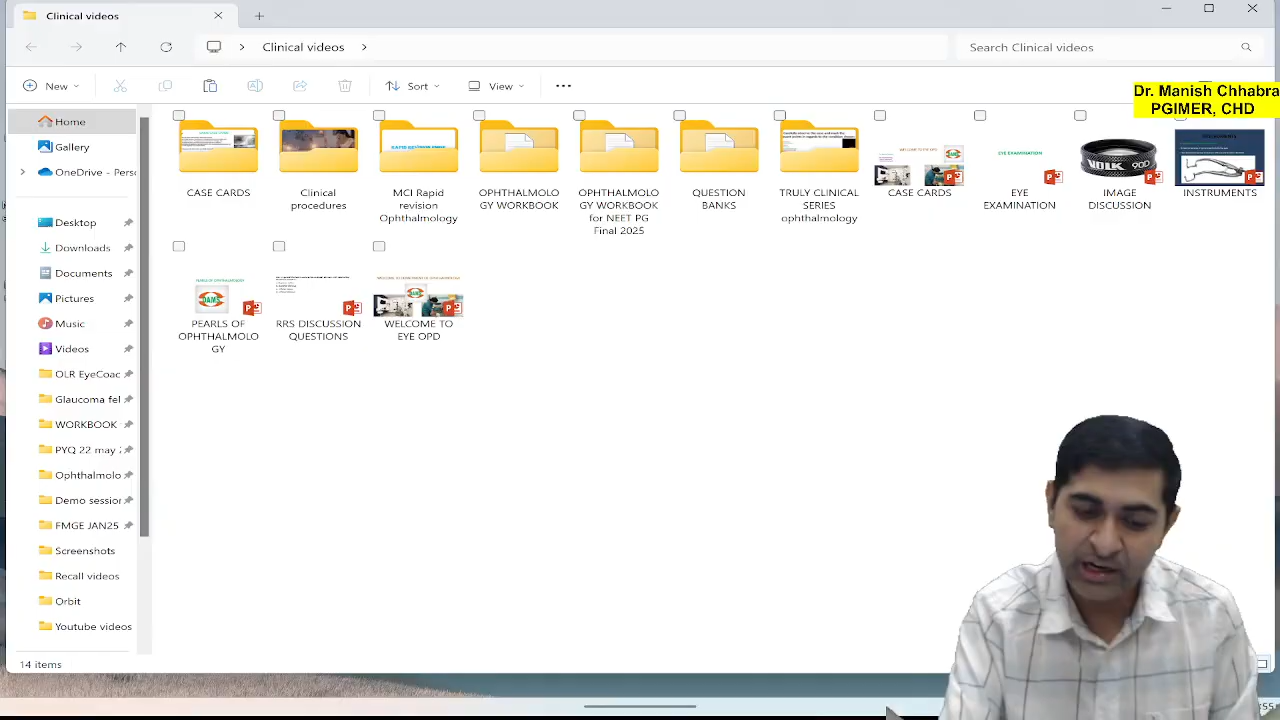 Clinical videos
Clinical videos
Search Clinical videos
New
Sort
View
Dr. Manish Chhabra
PGIMER, CHD
Home
Gallery
OneDrive - Pers
Desktop
Downloads
Documents
Pictures
Music
Videos
OLR EyeCoac
Glaucoma fel
WORKBOOK
PYQ 22 may 2
Ophthalmolo
Demo session
FMGE JAN25
Screenshots
Recall videos
Orbit
Youtube videos
CASE CARDS
Clinical
procedures
MCI Rapid
revision
Ophthalmology
OPHTHALMOLO
GY WORKBOOK
OPHTHALMOLO
GY WORKBOOK
for NEET PG
Final 2025
QUESTION
BANKS
TRULY CLINICAL
SERIES
ophthalmology
CASE CARDS
EYE EXAMINATION
EYE
EXAMINATION
VOLK
IMAGE
DISCUSSION
INSTRUMENTS
DAMS
PEARLS OF
OPHTHALMOLO
GY
RRS DISCUSSION
QUESTIONS
WELCOME TO
EYE OPD
14 items